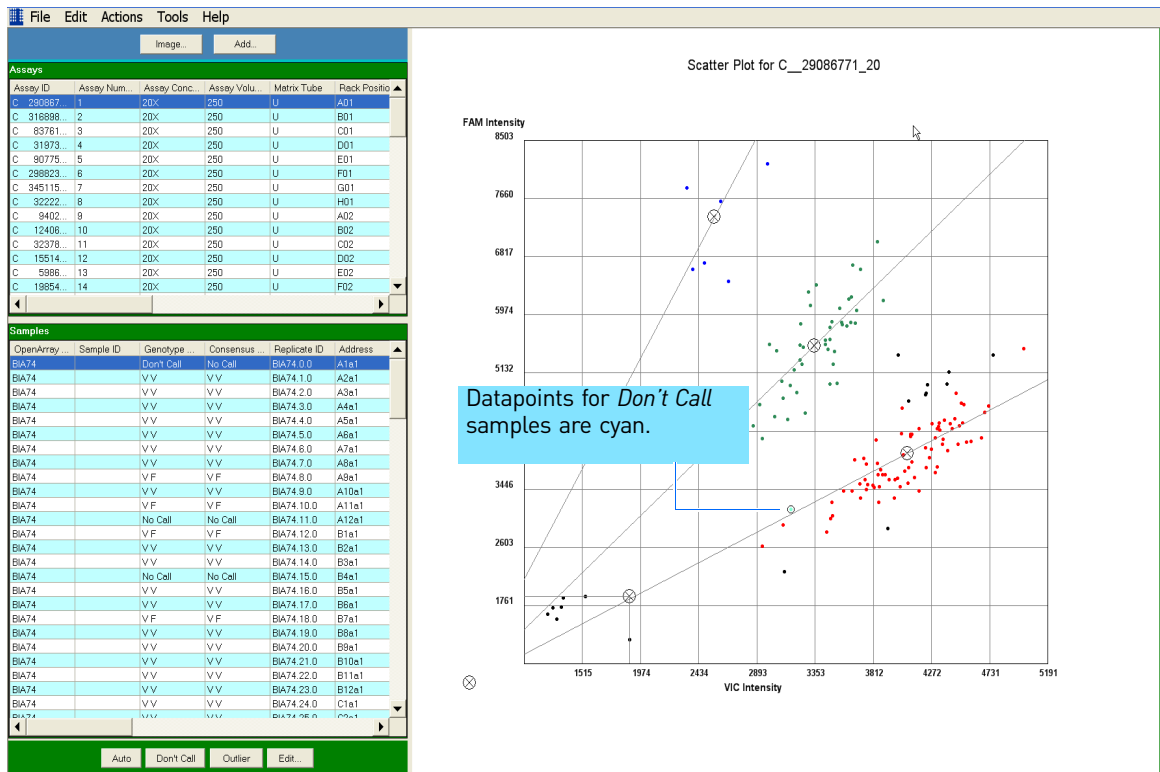 File Edit Actions Tools Help
Image... Add...
Assays
Assay ID Assay Num... Assay Conc... Assay Volu... Matrix Tube Rack Positio
C 290867... 1 20X 250 U A01
C 316898... 2 20X 250 U B01
C 83761... 3 20X 250 U C01
C 31973... 4 20X 250 U D01
C 90775... 5 20X 250 U E01
C 298823... 6 20X 250 U F01
C 345115... 7 20X 250 U G01
C 32222... 8 20X 250 U H01
C 9402... 9 20X 250 U A02
C 12406... 10 20X 250 U B02
C 32378... 11 20X 250 U C02
C 15514... 12 20X 250 U D02
C 5986... 13 20X 250 U E02
C 19854... 14 20X 250 U F02
Samples
OpenArray ... Sample ID Genotype ... Consensus ... Replicate ID Address
BIA74 Don't Call No Call BIA74.0.0 A1a1
BIA74 V V V V BIA74.1.0 A2a1
BIA74 V V V V BIA74.2.0 A3a1
BIA74 V V V V BIA74.3.0 A4a1
BIA74 V V V V BIA74.4.0 A5a1
BIA74 V V V V BIA74.5.0 A6a1
BIA74 V V V V BIA74.6.0 A7a1
BIA74 V V V V BIA74.7.0 A8a1
BIA74 V F V F BIA74.8.0 A9a1
BIA74 V V V V BIA74.9.0 A10a1
BIA74 V F V F BIA74.10.0 A11a1
BIA74 No Call No Call BIA74.11.0 A12a1
BIA74 V F V F BIA74.12.0 B1a1
BIA74 V V V V BIA74.13.0 B2a1
BIA74 V V V V BIA74.14.0 B3a1
BIA74 No Call No Call BIA74.15.0 B4a1
BIA74 V V V V BIA74.16.0 B5a1
BIA74 V V V V BIA74.17.0 B6a1
BIA74 V F V F BIA74.18.0 B7a1
BIA74 V V V V BIA74.19.0 B8a1
BIA74 V V V V BIA74.20.0 B9a1
BIA74 V V V V BIA74.21.0 B10a1
BIA74 V V V V BIA74.22.0 B11a1
BIA74 V V V V BIA74.23.0 B12a1
BIA74 V V V V BIA74.24.0 C1a1
BIA74 V V V V BIA74.25.0 C2a1
Auto Don't Call Outlier Edit...
Scatter Plot for C__29086771_20
FAM Intensity
8503
7660
6817
5974
5132
Datapoints for Don't Call
samples are cyan.
3446
2603
1761
1515 1974 2434 2893 3353 3812 4272 4731 5191
VIC Intensity